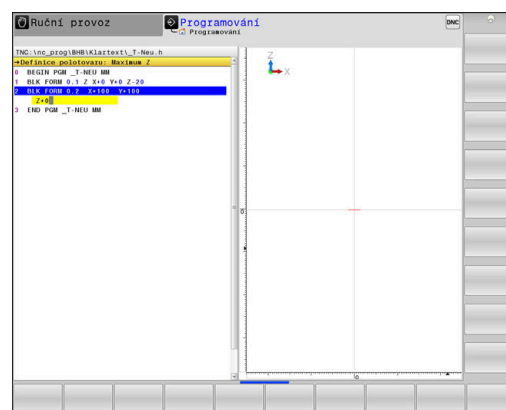 Ruční provoz
Programování
Programování
DNC
TNC:\nc_prog\BHB\Klartext\_T-Neu.h
→Definice polotovaru: Maximum Z
0 BEGIN PGM _T-NEU MM
1 BLK FORM 0.1 Z X+0 Y+0 Z-20
2 BLK FORM 0.2 X+100 Y+100
Z+0
3 END PGM _T-NEU MM
Z
X
0
0